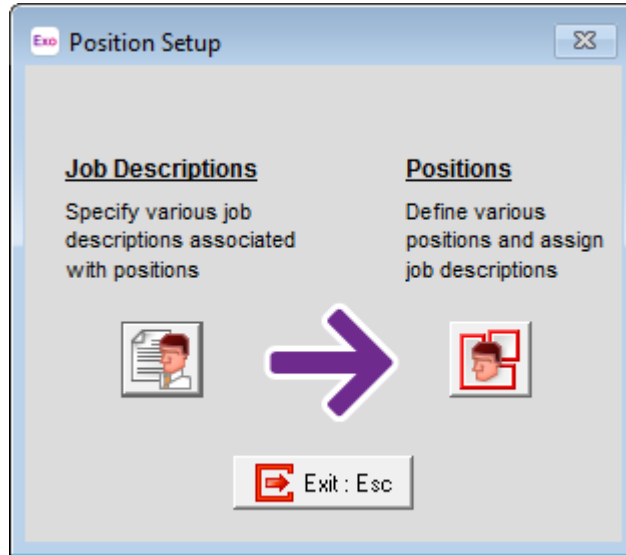 Exo Position Setup
Job Descriptions
Specify various job
descriptions associated
with positions
Positions
Define various
positions and assign
job descriptions
Exit : Esc